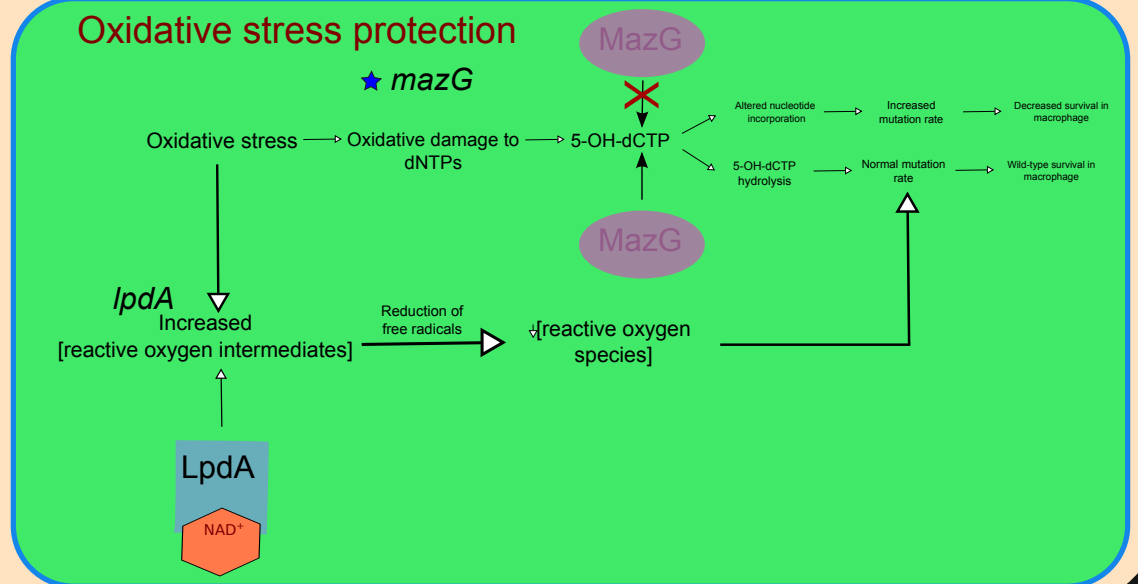 Oxidative stress protection
MazG
mazG
Altered nucleotide
incorporation
Increased
mutation rate
Decreased survival in
macrophage
Oxidative stress
Oxidative damage to
dNTPs
5-OH-dCTP
5-OH-dCTP
hydrolysis
Normal mutation
rate
Wild-type survival in
macrophage
MazG
lpdA
Increased
[reactive oxygen intermediates]
Reduction of
free radicals
[reactive oxygen
species]
LpdA
NAD⁺